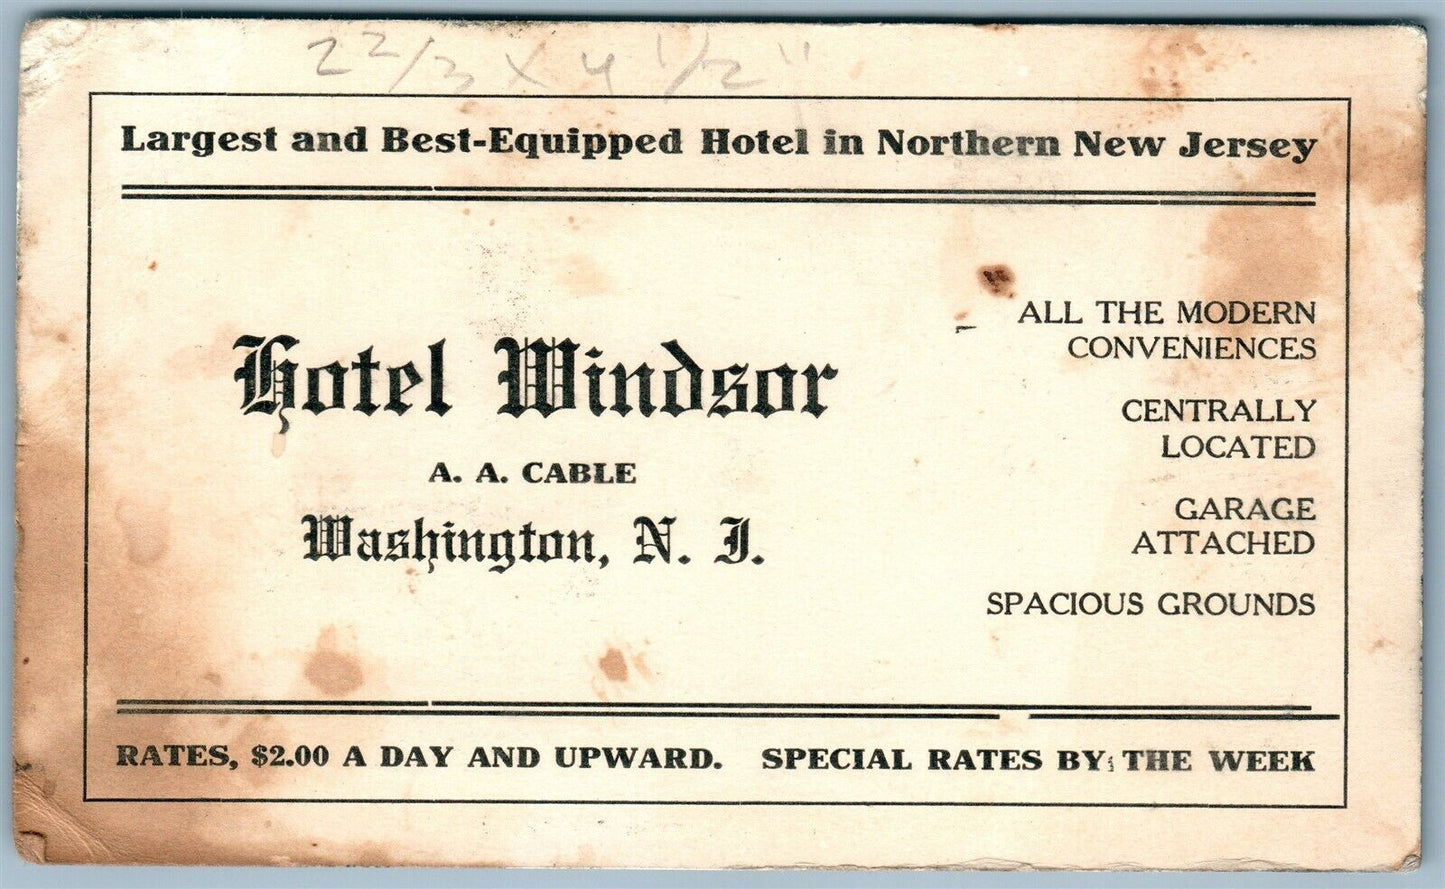 2 2/3 X 4 1/2"
Largest and Best-Equipped Hotel in Northern New Jersey
Hotel Windsor
A. A. CABLE
Washington, N. J.
ALL THE MODERN
CONVENIENCES
CENTRALLY
LOCATED
GARAGE
ATTACHED
SPACIOUS GROUNDS
RATES, $2.00 A DAY AND UPWARD. SPECIAL RATES BY THE WEEK